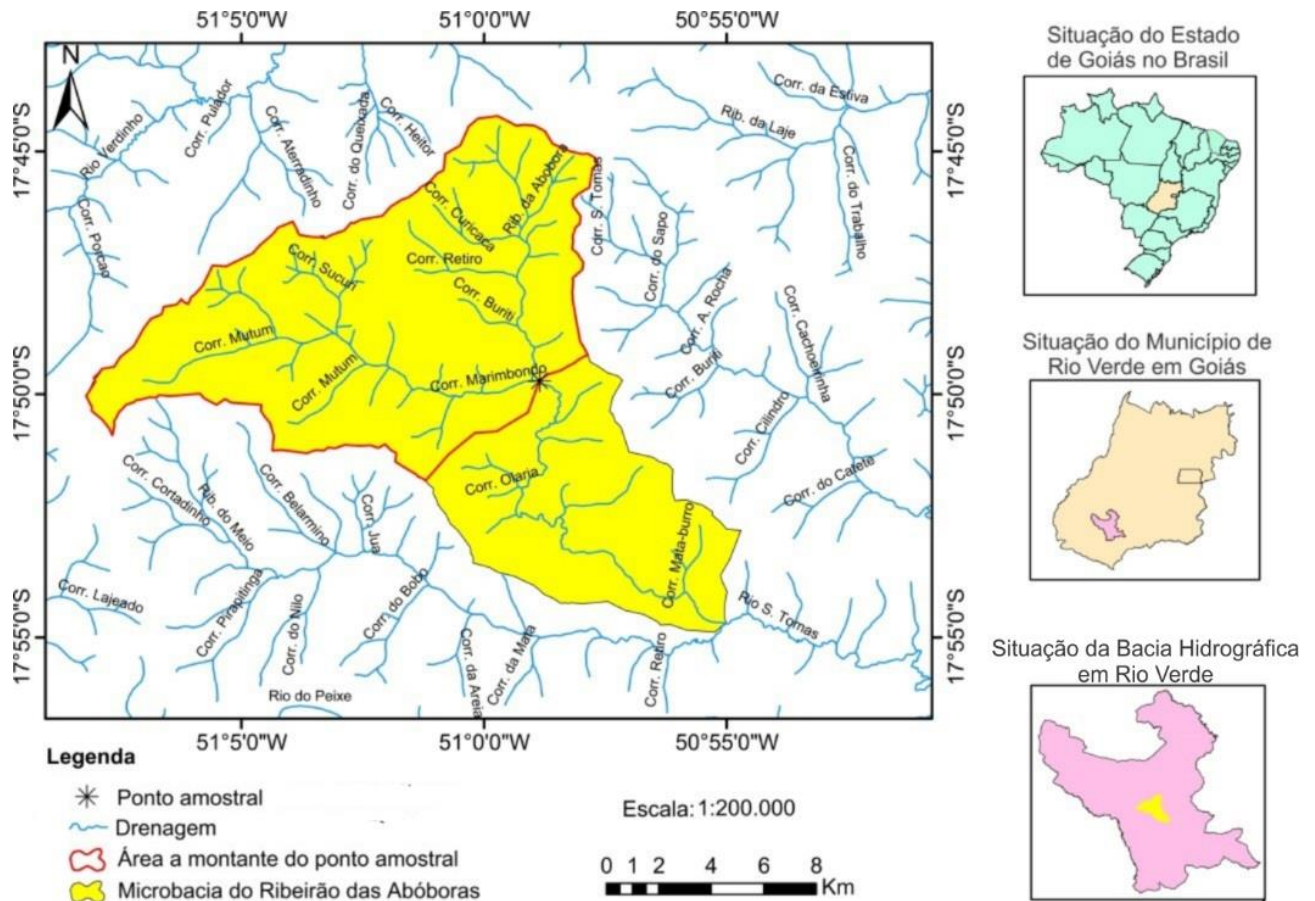 51°5'0"W
51°0'0"W
50°55'0"W
N
17°45'0"S
17°50'0"S
17°55'0"S
17°45'0"S
17°50'0"S
17°55'0"S
Rio Verdinho
Corr. Pulador
Corr. Aterradinho
Corr. do Queixada
Corr. Heitor
Corr. Porcao
Corr. Curicaca
Rib. da Abóbora
Corr. S. Tomas
Corr. Retiro
Corr. Sucuri
Corr. Buriti
Corr. Mutum
Corr. Mutum
Corr. Marimbondo
Corr. da Estiva
Rib. da Laje
Corr. do Trabalho
Corr. do Sapo
Corr. A. Rocha
Corr. Cachoeirinha
Corr. Buriti
Corr. Cilindro
Corr. do Cafete
Corr. Olaria
Corr. Mata-burro
Corr. Cortadinho
Rib. do Meio
Corr. Belarmino
Corr. Jua
Corr. Lajeado
Corr. Pirapitinga
Corr. do Nilo
Corr. do Bobo
Corr. da Areia
Corr. da Mata
Corr. Retiro
Rio S. Tomas
Rio do Peixe
51°5'0"W
51°0'0"W
50°55'0"W
Legenda
Ponto amostral
Drenagem
Área a montante do ponto amostral
Microbacia do Ribeirão das Abóboras
Escala: 1:200.000
0 1 2 4 6 8
Km
Situação do Estado
de Goiás no Brasil
Situação do Município de
Rio Verde em Goiás
Situação da Bacia Hidrográfica
em Rio Verde